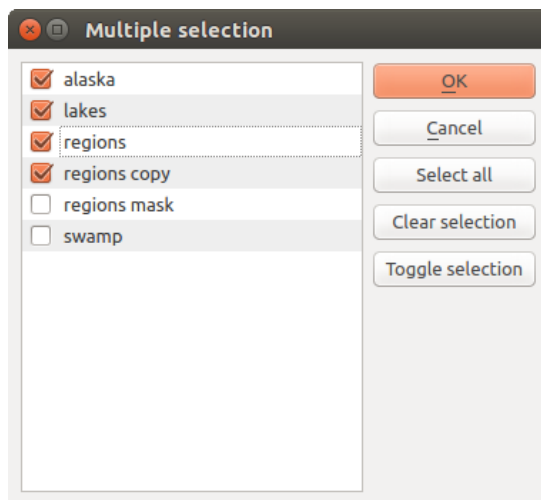 Multiple selection
alaska
lakes
regions
regions copy
regions mask
swamp
OK
Cancel
Select all
Clear selection
Toggle selection